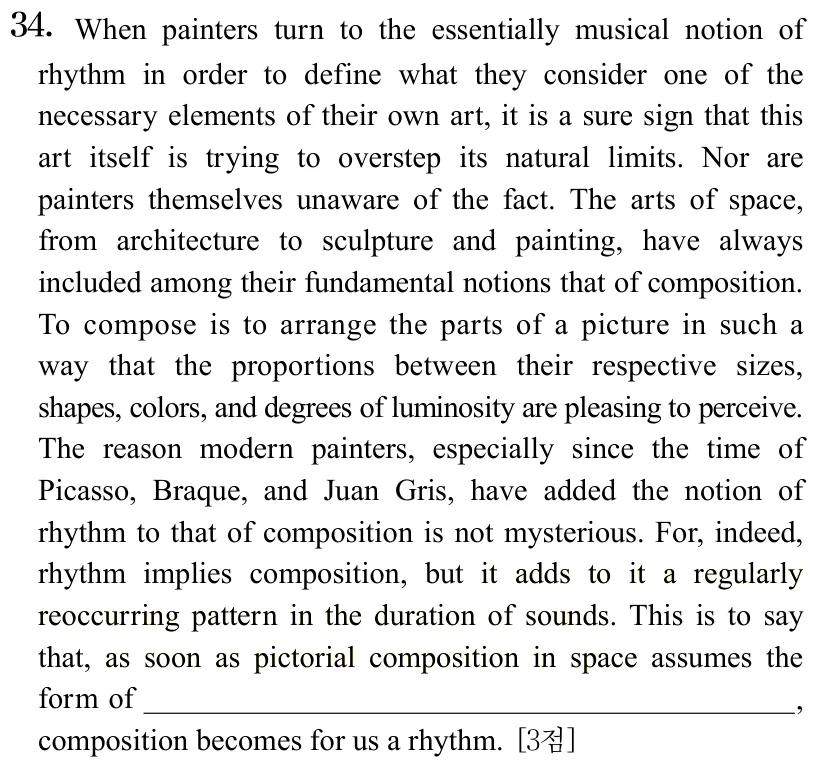 34. When painters turn to the essentially musical notion of
rhythm in order to define what they consider one of the
necessary elements of their own art, it is a sure sign that this
art itself is trying to overstep its natural limits. Nor are
painters themselves unaware of the fact. The arts of space,
from architecture to sculpture and painting, have always
included among their fundamental notions that of composition.
To compose is to arrange the parts of a picture in such a
way that the proportions between their respective sizes,
shapes, colors, and degrees of luminosity are pleasing to perceive.
The reason modern painters, especially since the time of
Picasso, Braque, and Juan Gris, have added the notion of
rhythm to that of composition is not mysterious. For, indeed,
rhythm implies composition, but it adds to it a regularly
reoccurring pattern in the duration of sounds. This is to say
that, as soon as pictorial composition in space assumes the
form of ____________________,
composition becomes for us a rhythm. [3점]